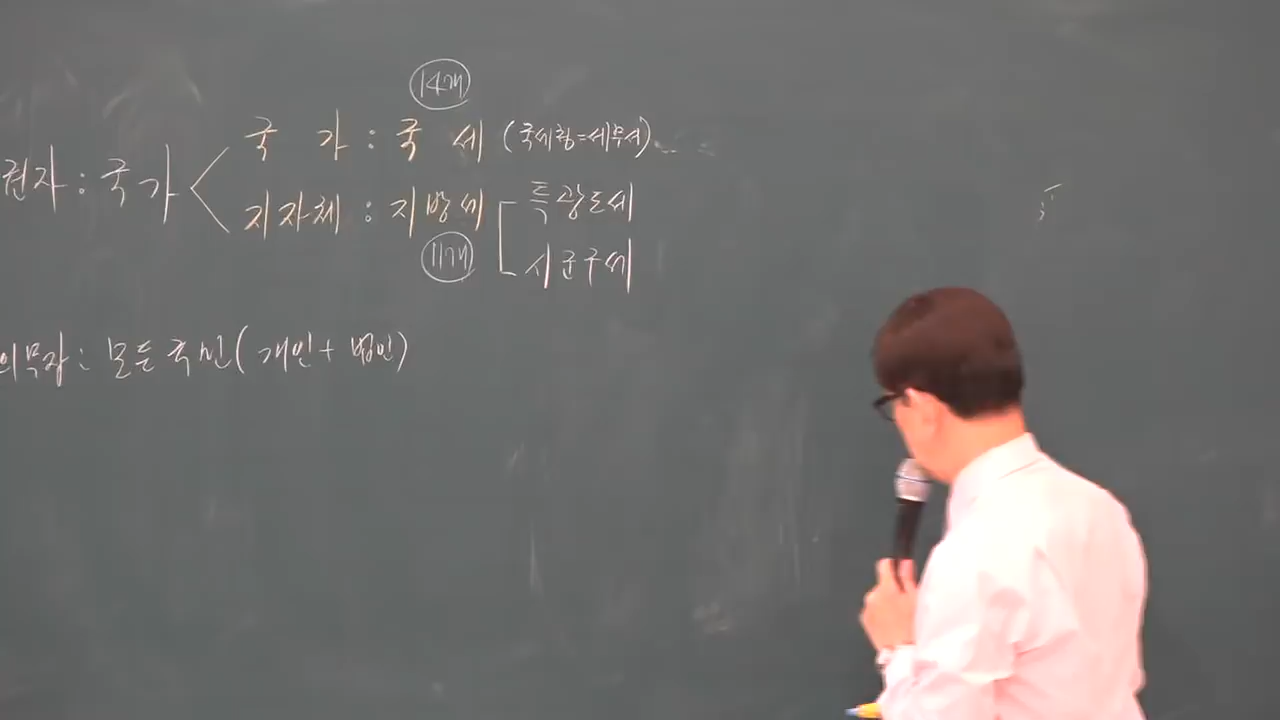 14개
국 가 : 국 세 (국세청=세무서)
권자 : 국가
지자체 : 지방세
특광도세
11개
시군구세
의무자 : 모든 국민 (개인 + 법인)